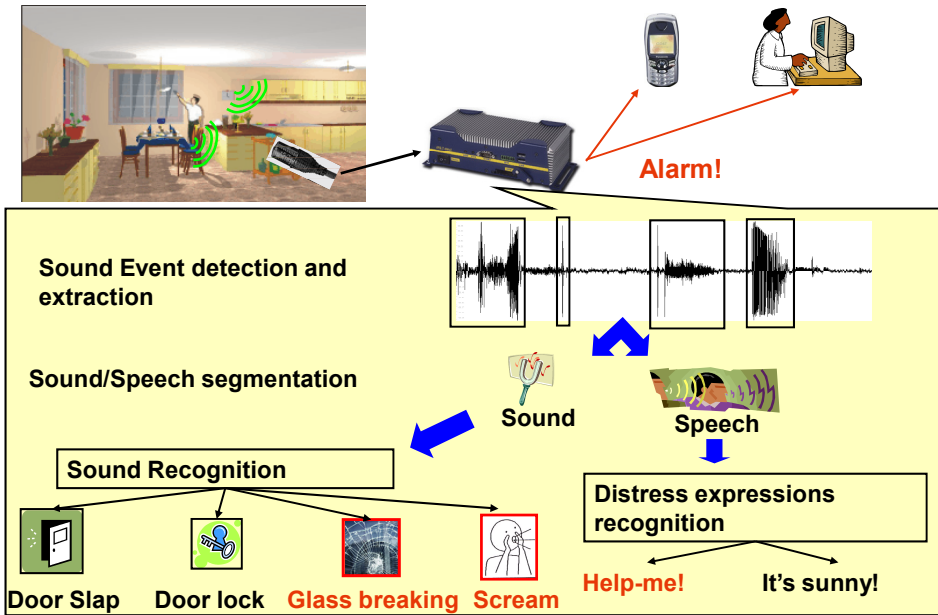 Alarm!
Sound Event detection and
extraction
Sound/Speech segmentation
Sound
Speech
Sound Recognition
Distress expressions
recognition
Door Slap
Door lock
Glass breaking
Scream
Help-me!
It's sunny!